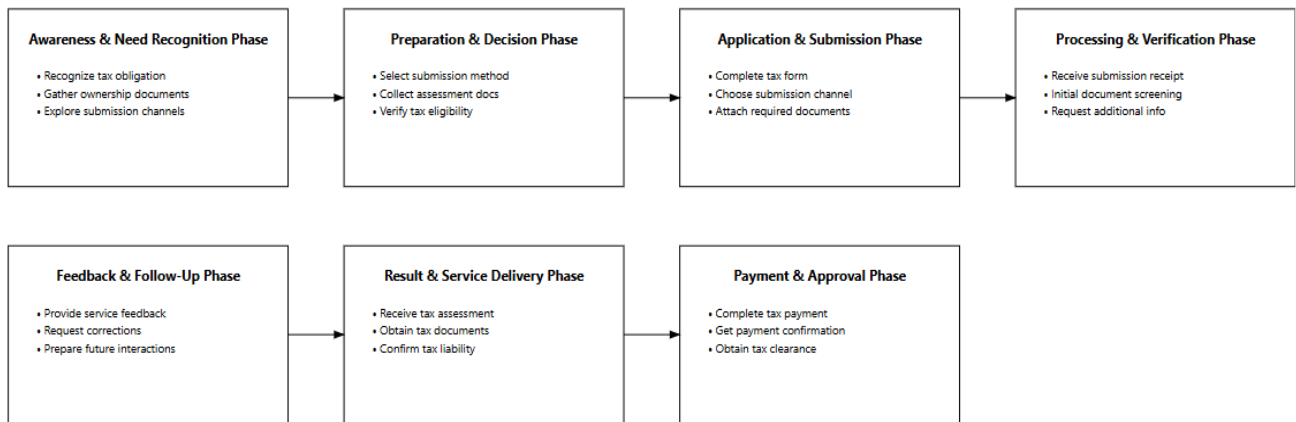 Awareness & Need Recognition Phase
• Recognize tax obligation
• Gather ownership documents
• Explore submission channels
Preparation & Decision Phase
• Select submission method
• Collect assessment docs
• Verify tax eligibility
Application & Submission Phase
• Complete tax form
• Choose submission channel
• Attach required documents
Processing & Verification Phase
• Receive submission receipt
• Initial document screening
• Request additional info
Feedback & Follow-Up Phase
• Provide service feedback
• Request corrections
• Prepare future interactions
Result & Service Delivery Phase
• Receive tax assessment
• Obtain tax documents
• Confirm tax liability
Payment & Approval Phase
• Complete tax payment
• Get payment confirmation
• Obtain tax clearance